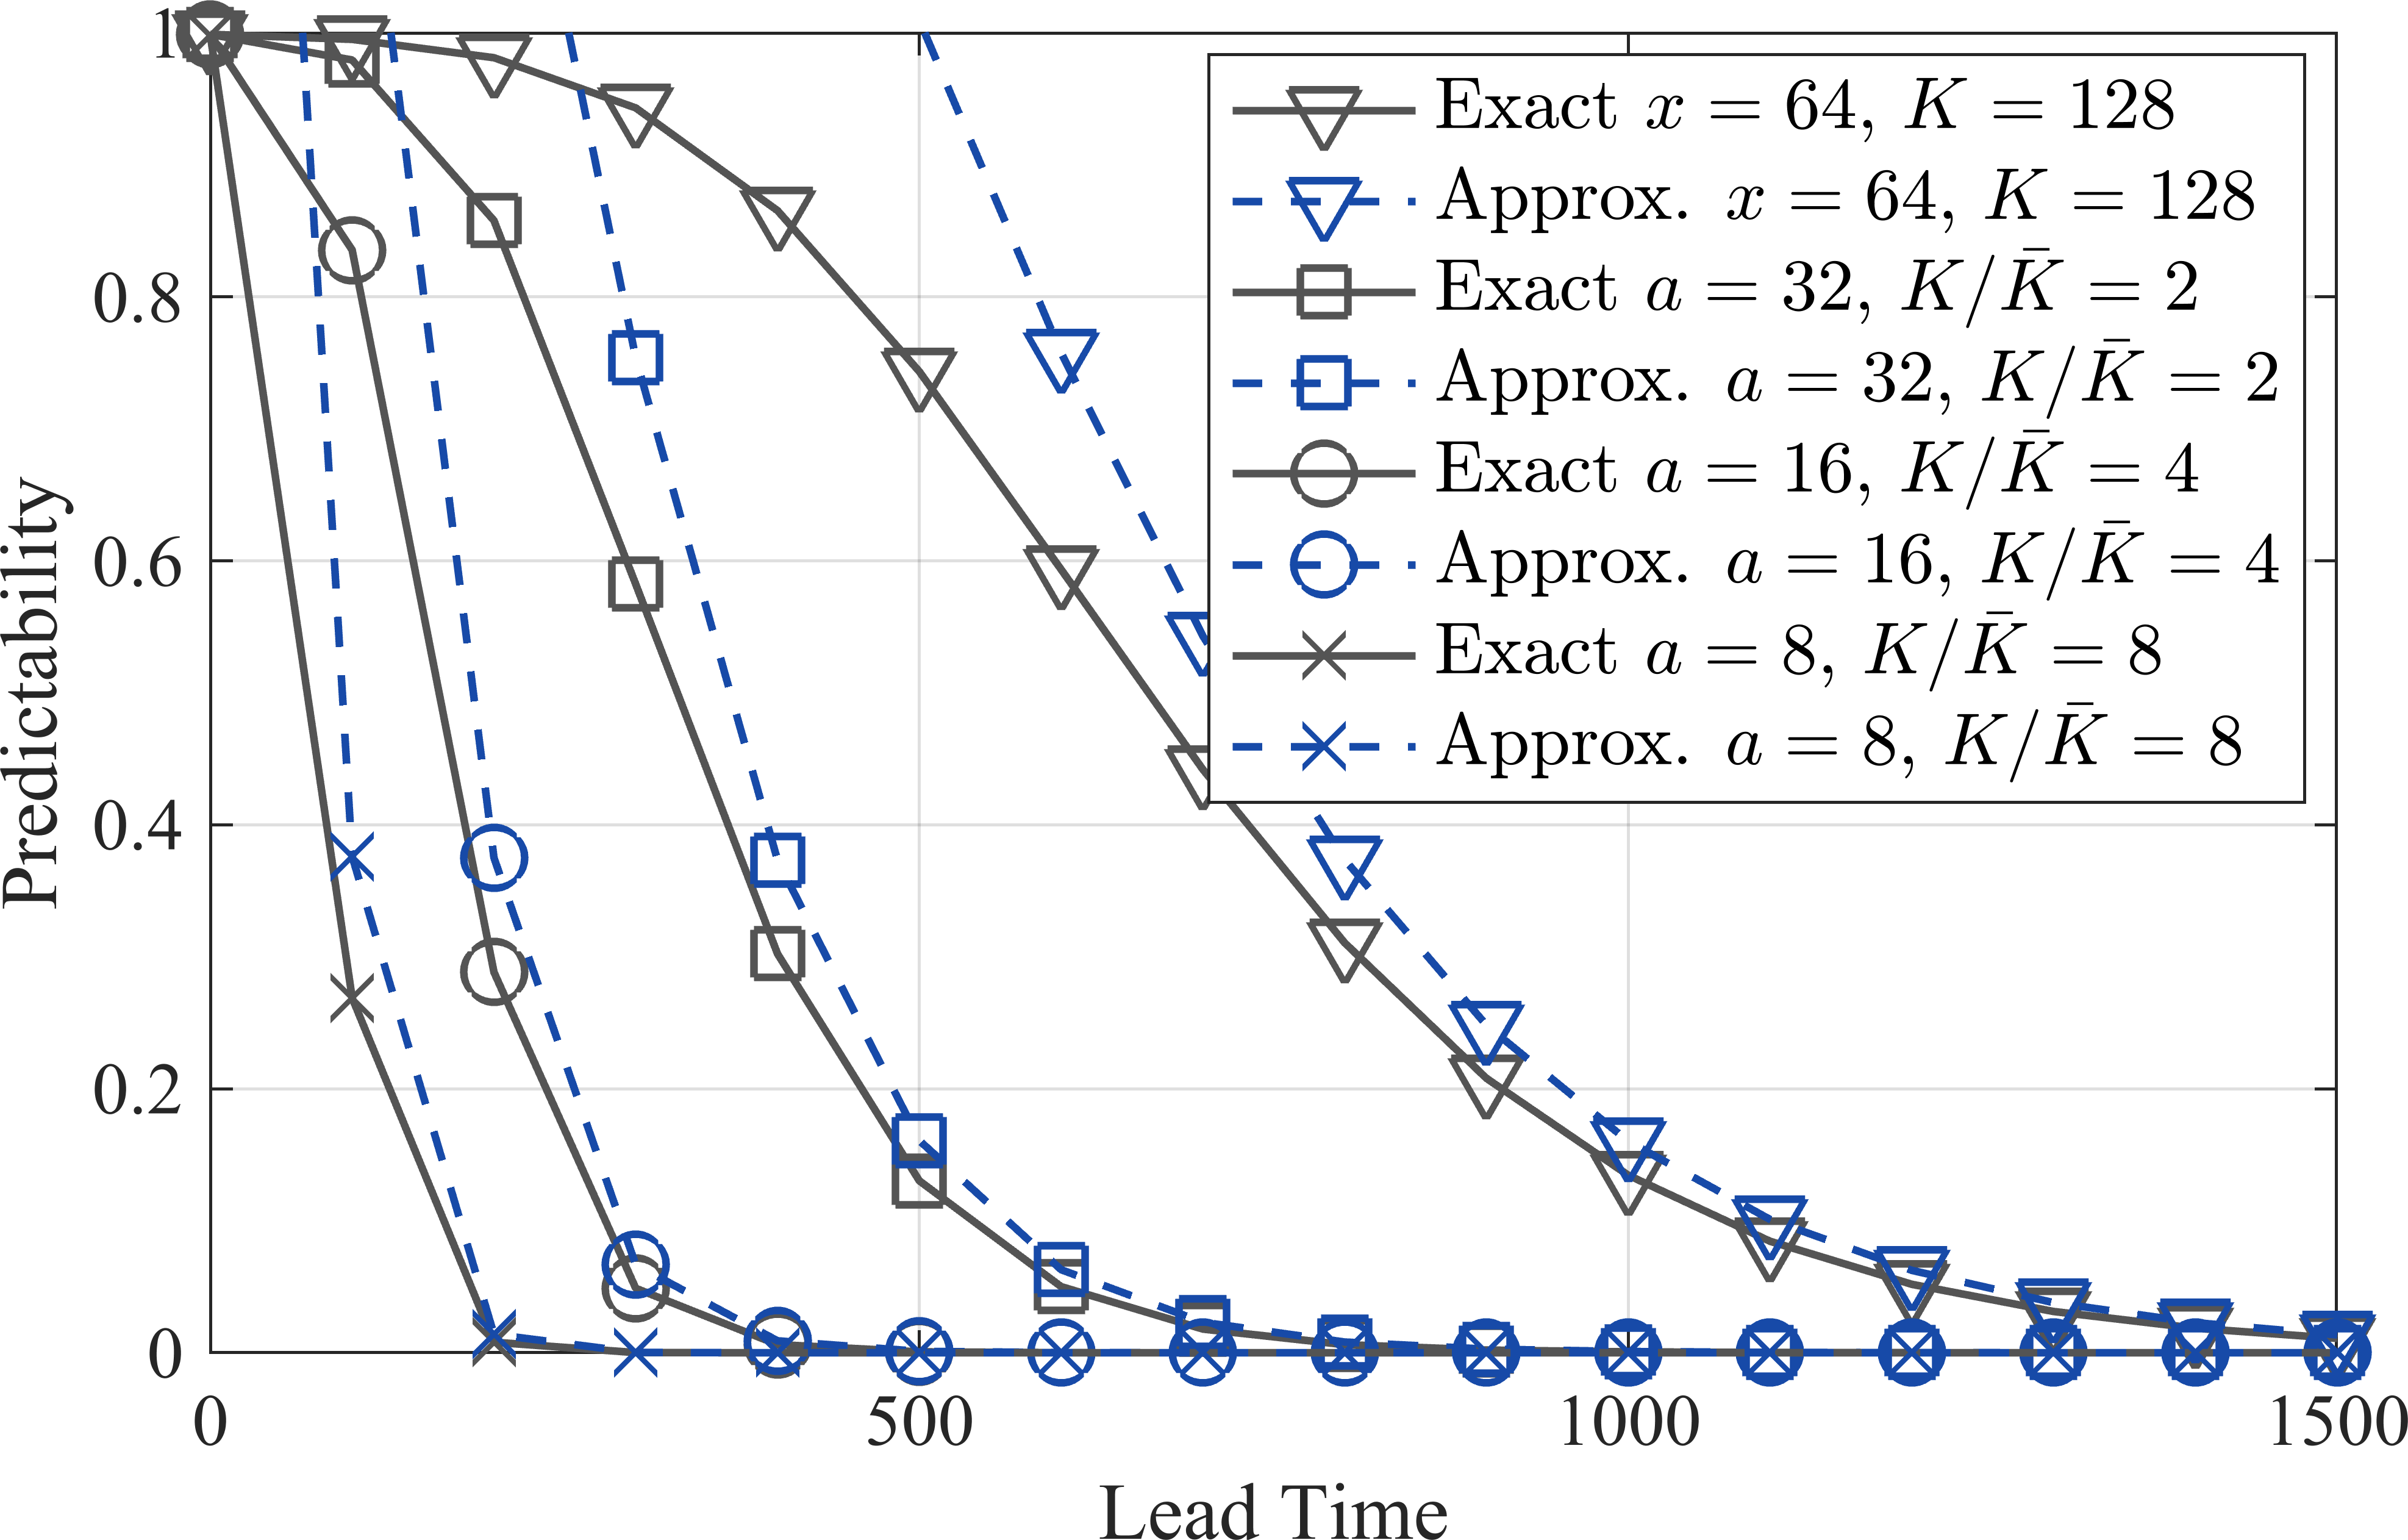 1
0.8
0.6
0.4
0.2
0
Predictability
Exact x = 64, K = 128
Approx. x = 64, K = 128
Exact a = 32, K/K̄ = 2
Approx. a = 32, K/K̄ = 2
Exact a = 16, K/K̄ = 4
Approx. a = 16, K/K̄ = 4
Exact a = 8, K/K̄ = 8
Approx. a = 8, K/K̄ = 8
0 500 1000 1500
Lead Time